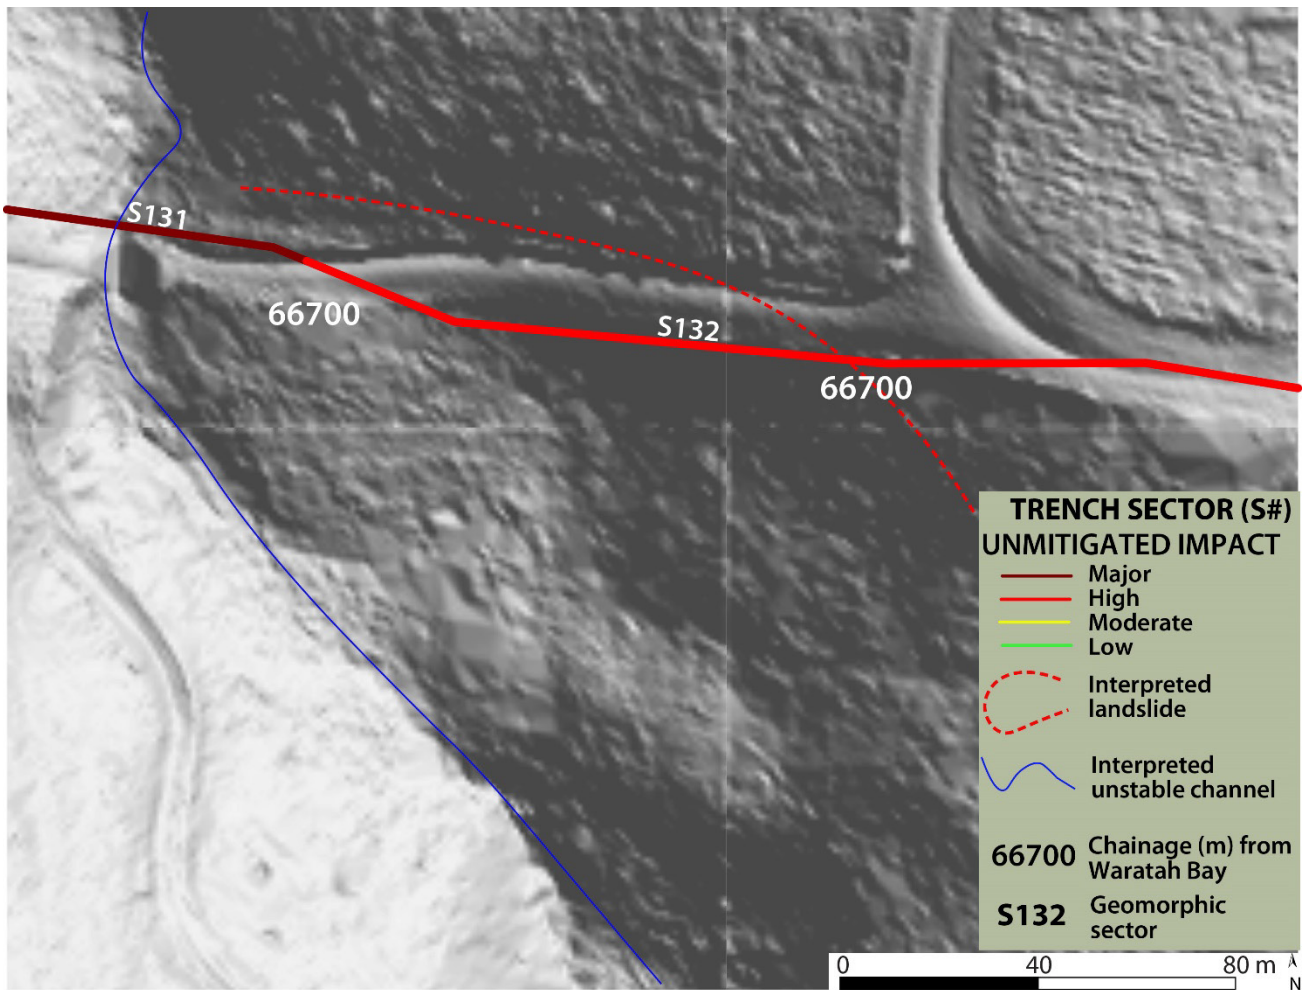 S131
66700
S132
66700
TRENCH SECTOR (S#)
UNMITIGATED IMPACT
Major
High
Moderate
Low
Interpreted
landslide
Interpreted
unstable channel
66700 Chainage (m) from
Waratah Bay
S132 Geomorphic
sector
0 40 80 m
N